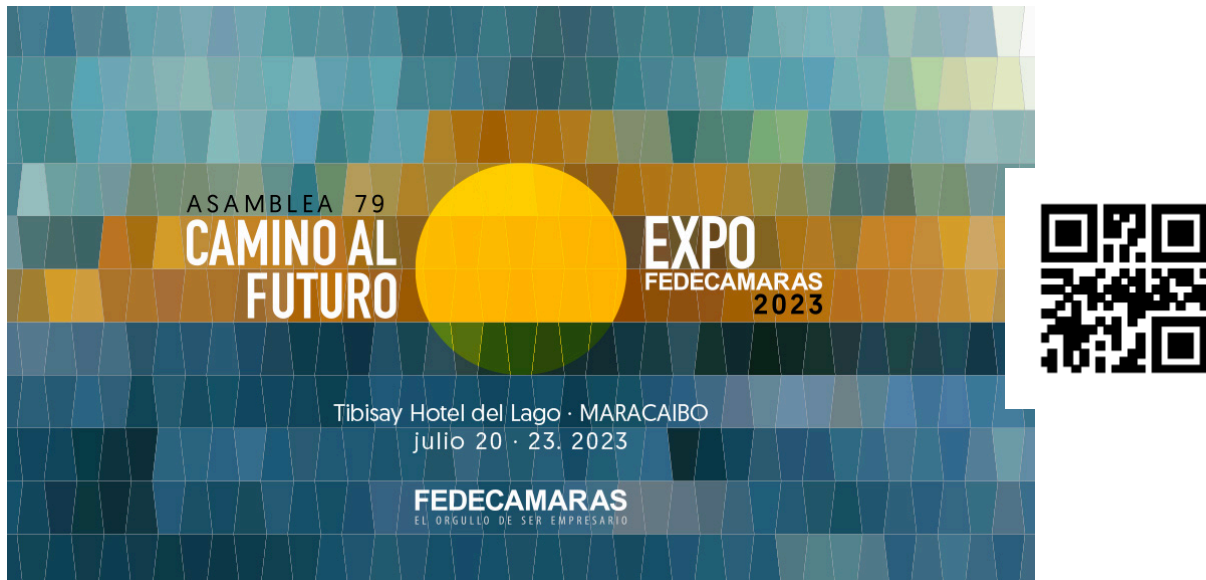 ASAMBLEA 79
CAMINO AL
FUTURO
EXPO
FEDECAMARAS
2023
Tibisay Hotel del Lago · MARACAIBO
julio 20 · 23. 2023
FEDECAMARAS
EL ORGULLO DE SER EMPRESARIO